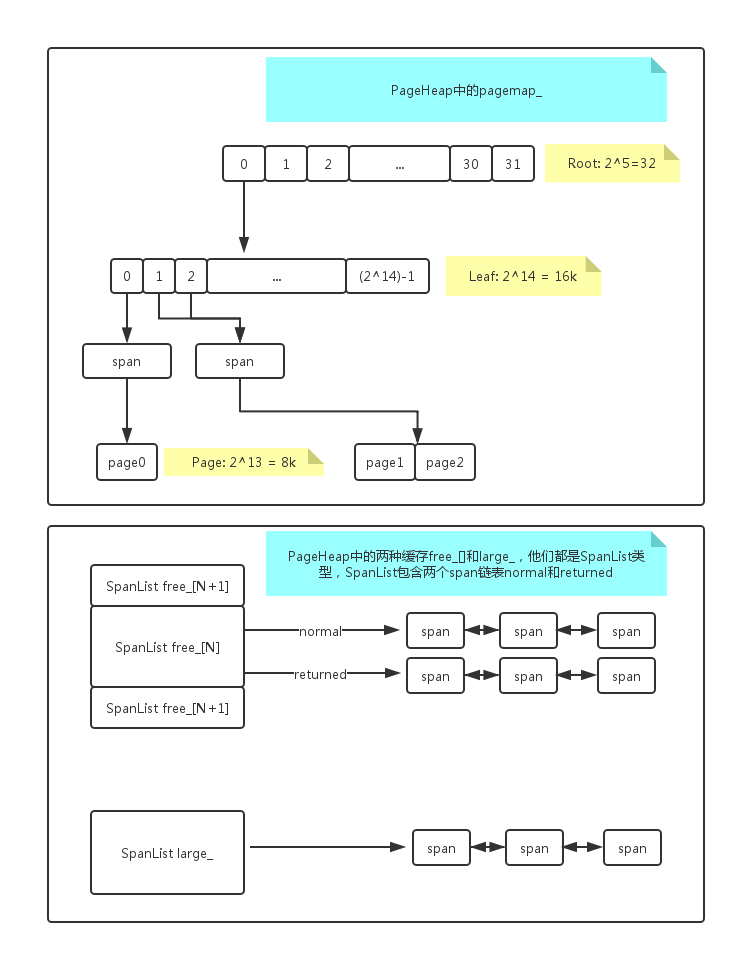 PageHeap中的pagemap_
0 1 2 ... 30 31
Root: 2^5=32
0 1 2 ... (2^14)-1
Leaf: 2^14 = 16k
span span
page0
Page: 2^13 = 8k
page1 page2
PageHeap中的两种缓存free_[]和large_，他们都是SpanList类
型，SpanList包含两个span链表normal和returned
SpanList free_[N+1]
SpanList free_[N]
normal
span span span
returned
span span span
SpanList free_[N+1]
SpanList large_
span span span